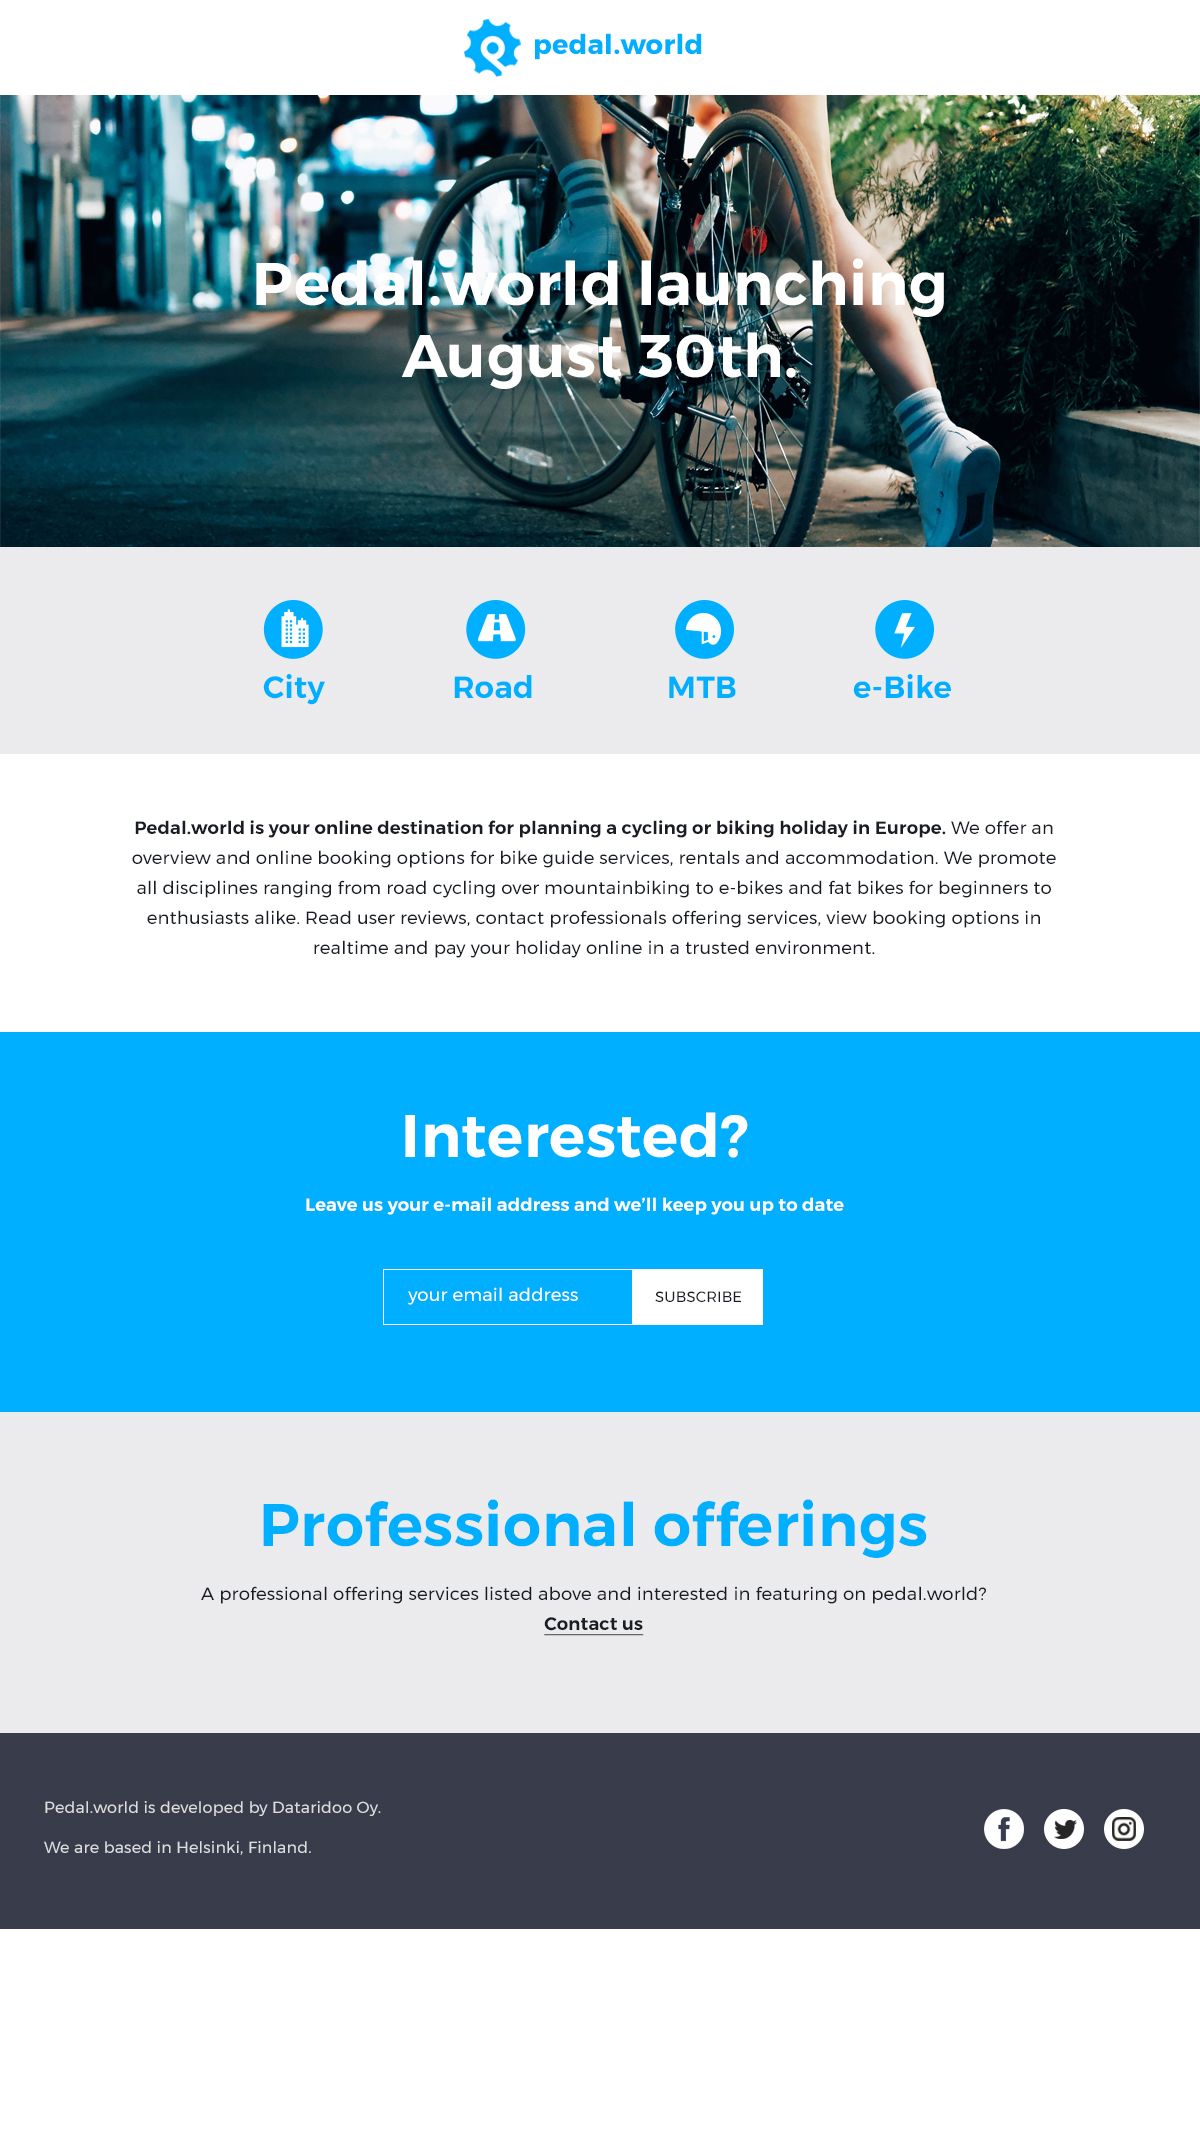 pedal.world
Pedal.world launching
August 30th.
City
Road
MTB
e-Bike
Pedal.world is your online destination for planning a cycling or biking holiday in Europe. We offer an
overview and online booking options for bike guide services, rentals and accommodation. We promote
all disciplines ranging from road cycling over mountainbiking to e-bikes and fat bikes for beginners to
enthusiasts alike. Read user reviews, contact professionals offering services, view booking options in
realtime and pay your holiday online in a trusted environment.
Interested?
Leave us your e-mail address and we’ll keep you up to date
your email address
SUBSCRIBE
Professional offerings
A professional offering services listed above and interested in featuring on pedal.world?
Contact us
Pedal.world is developed by Dataridoo Oy.
We are based in Helsinki, Finland.